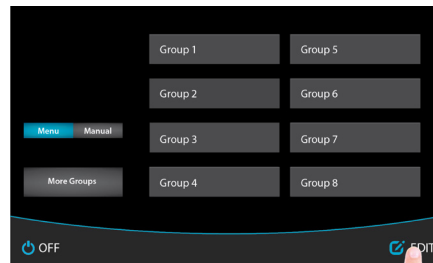 Group 1 Group 5
Group 2 Group 6
Menu Manual
Group 3 Group 7
More Groups
Group 4 Group 8
OFF
EDIT